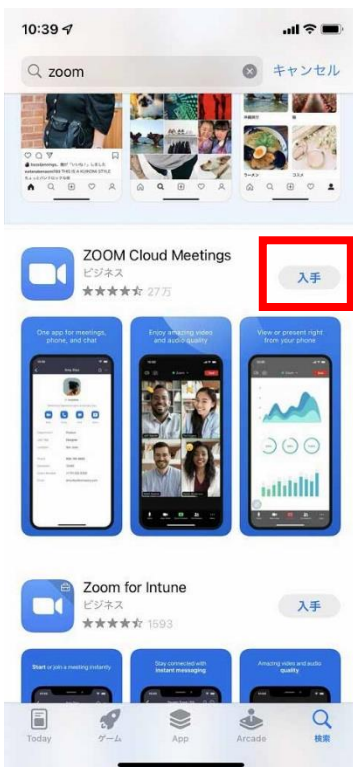 10:39
zoom
キャンセル
ラーメン
コスメ
ZOOM Cloud Meetings
ビジネス
27万
入手
One app for meetings,
phone, and chat
Enjoy amazing video
and audio quality
View or present right
from your phone
Zoom for Intune
ビジネス
1593
入手
Start or join a meeting instantly
Stay connected with
instant messaging
Amazing video and audio
quality
Today
ゲーム
App
Arcade
検索